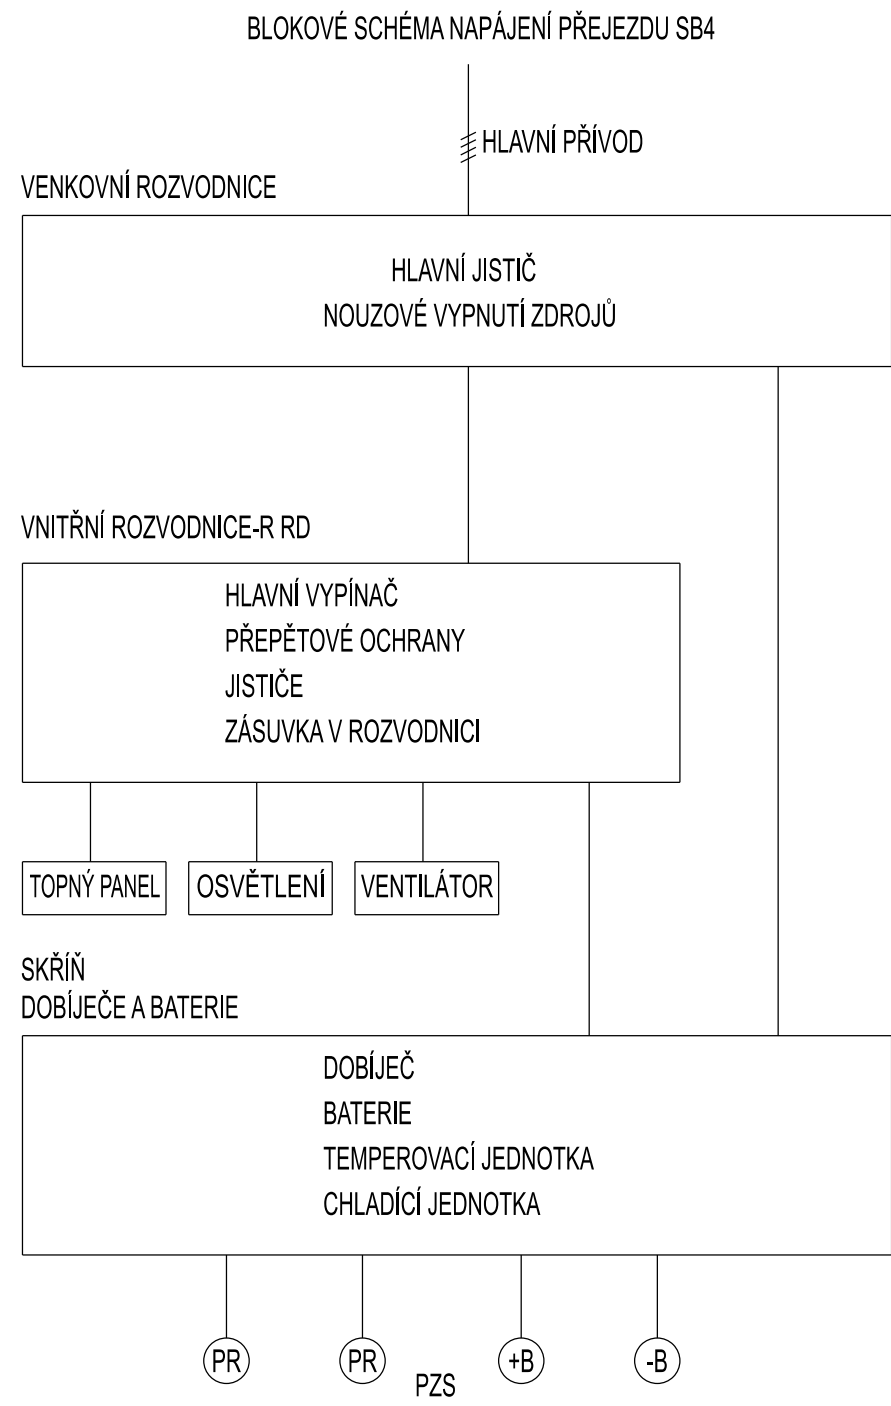 BLOKOVÉ SCHÉMA NAPÁJENÍ PŘEJEZDU SB4
HLAVNÍ PŘÍVOD
VENKOVNÍ ROZVODNICE
HLAVNÍ JISTIČ
NOUZOVÉ VYPNUTÍ ZDROJŮ
VNITŘNÍ ROZVODNICE-R RD
HLAVNÍ VYPÍNAČ
PŘEPĚTOVÉ OCHRANY
JISTIČE
ZÁSUVKA V ROZVODNICI
TOPNÝ PANEL
OSVĚTLENÍ
VENTILÁTOR
SKŘÍŇ
DOBÍJEČE A BATERIE
DOBÍJEČ
BATERIE
TEMPEROVACÍ JEDNOTKA
CHLADÍCÍ JEDNOTKA
PR
PR
+B
-B
PZS